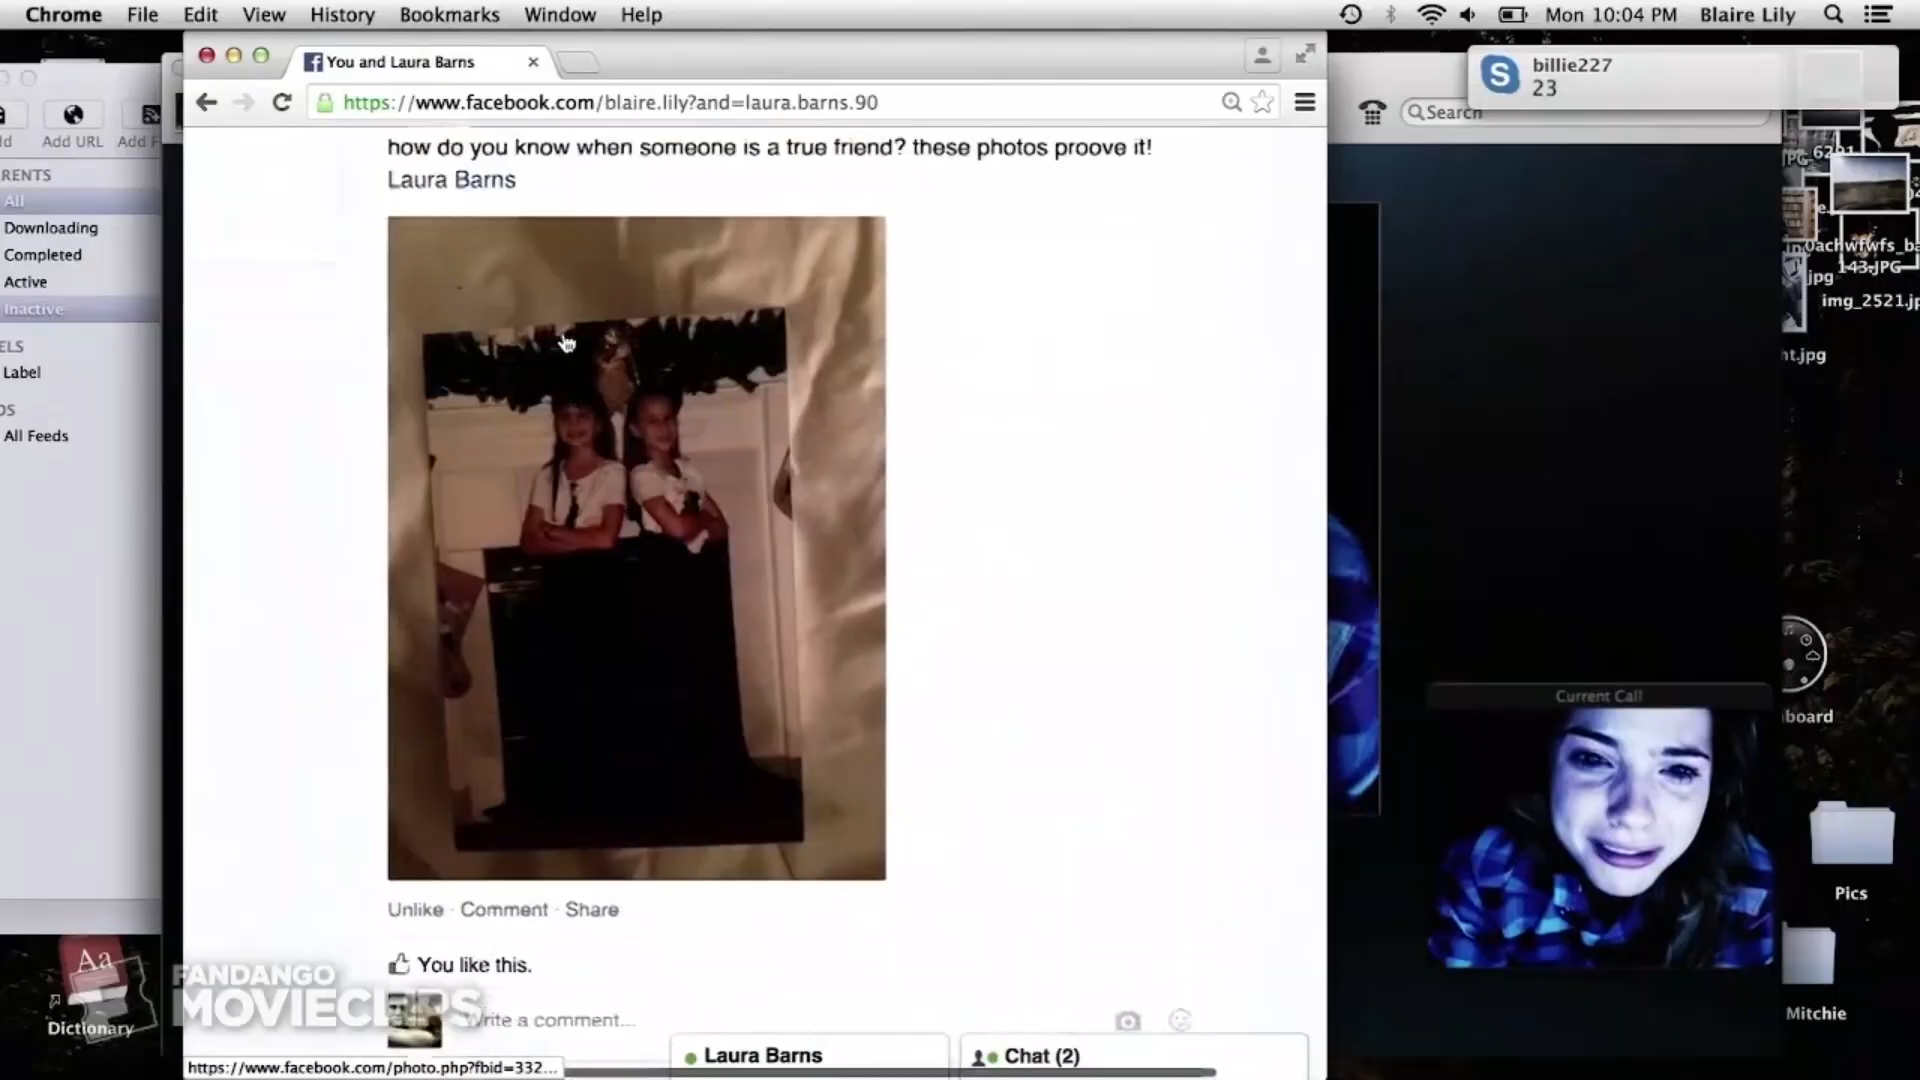 Chrome File Edit View History Bookmarks Window Help
Mon 10:04 PM Blaire Lily
You and Laura Barns
billie227
23
https://www.facebook.com/blaire.lily?and=laura.barns.90
Search
Add URL
how do you know when someone is a true friend? these photos proove it!
Laura Barns
All
Downloading
Completed
Active
Inactive
Label
All Feeds
143.JPG
img_2521.jp
Current Call
Pics
Mitchie
Unlike · Comment · Share
You like this.
Write a comment...
Laura Barns
Chat (2)
https://www.facebook.com/photo.php?fbid=332...
Aa
Dictionary
FANDANGO
MOVIECLIPS